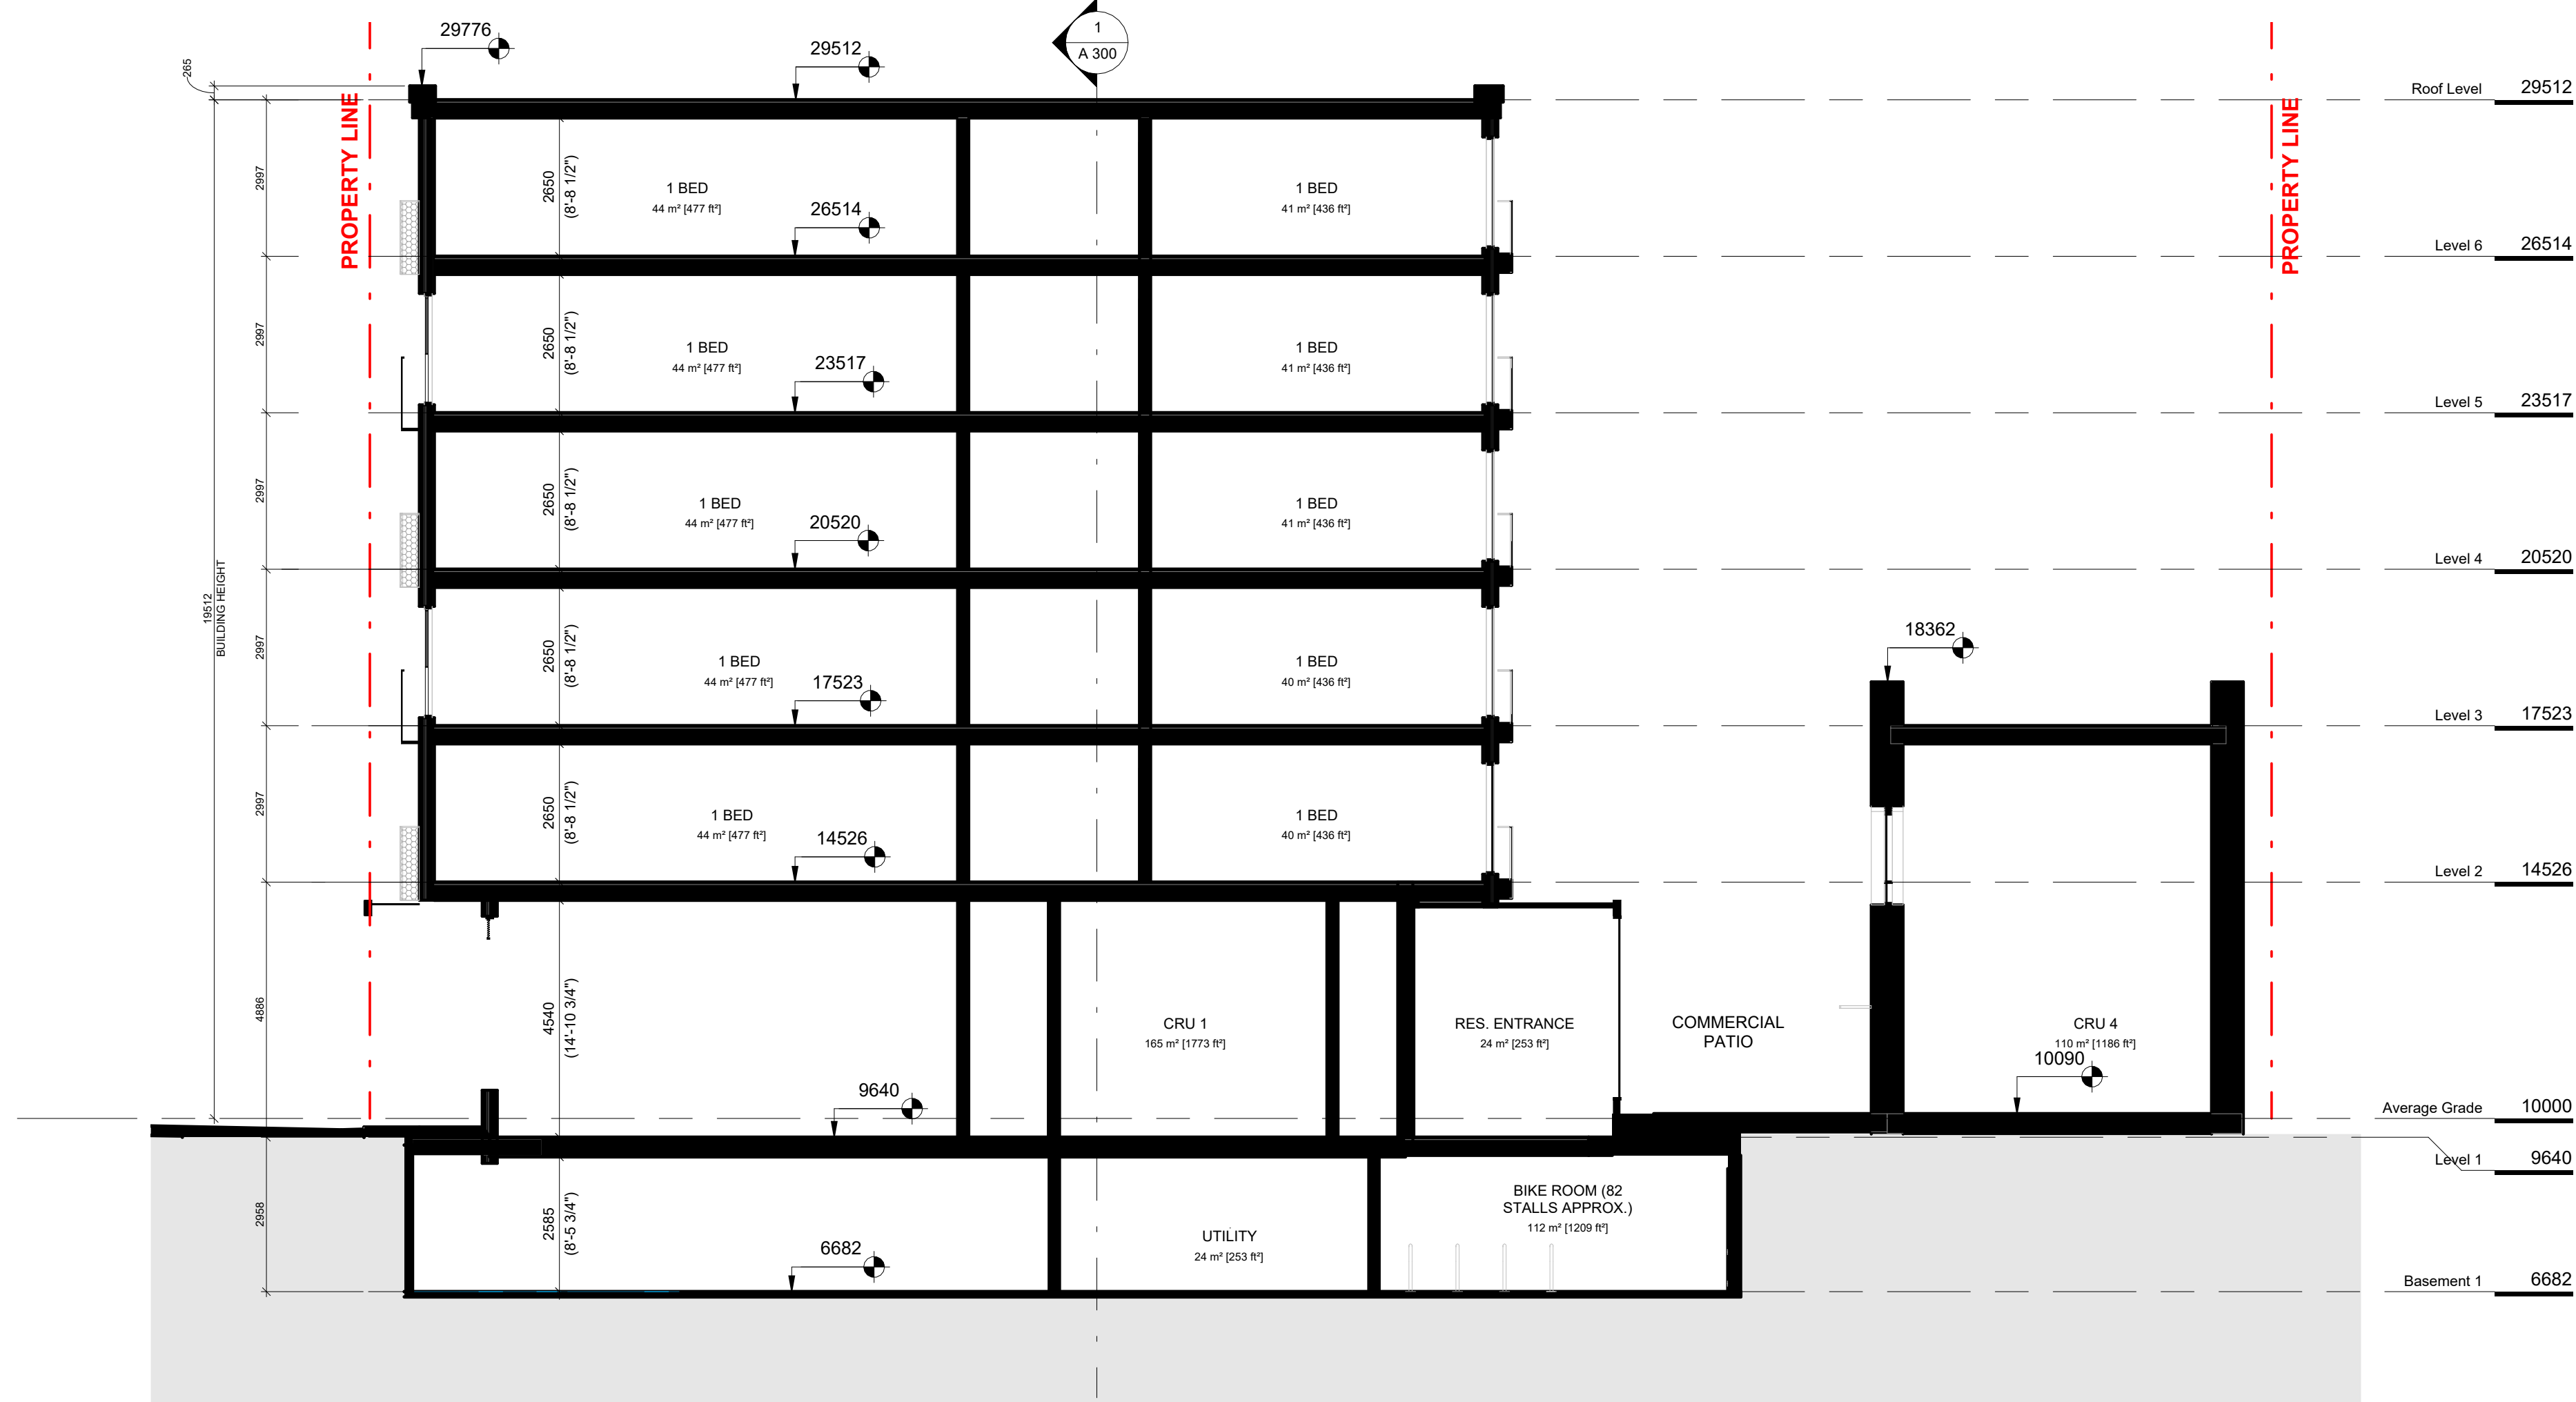 1
A 300
29776
29512
265
Roof Level 29512
PROPERTY LINE
PROPERTY LINE
2997
2650
(8'-8 1/2")
1 BED
44 m² [477 ft²]
1 BED
41 m² [436 ft²]
26514
Level 6 26514
2997
2650
(8'-8 1/2")
1 BED
44 m² [477 ft²]
1 BED
41 m² [436 ft²]
23517
Level 5 23517
2997
2650
(8'-8 1/2")
1 BED
44 m² [477 ft²]
1 BED
41 m² [436 ft²]
20520
Level 4 20520
19512
BUILDING HEIGHT
2997
2650
(8'-8 1/2")
1 BED
44 m² [477 ft²]
1 BED
40 m² [436 ft²]
18362
17523
Level 3 17523
2997
2650
(8'-8 1/2")
1 BED
44 m² [477 ft²]
1 BED
40 m² [436 ft²]
14526
Level 2 14526
4886
4540
(14'-10 3/4")
CRU 1
165 m² [1773 ft²]
RES. ENTRANCE
24 m² [253 ft²]
COMMERCIAL
PATIO
CRU 4
110 m² [1186 ft²]
10090
9640
Average Grade 10000
Level 1 9640
2958
2585
(8'-5 3/4")
UTILITY
24 m² [253 ft²]
BIKE ROOM (82
STALLS APPROX.)
112 m² [1209 ft²]
6682
Basement 1 6682